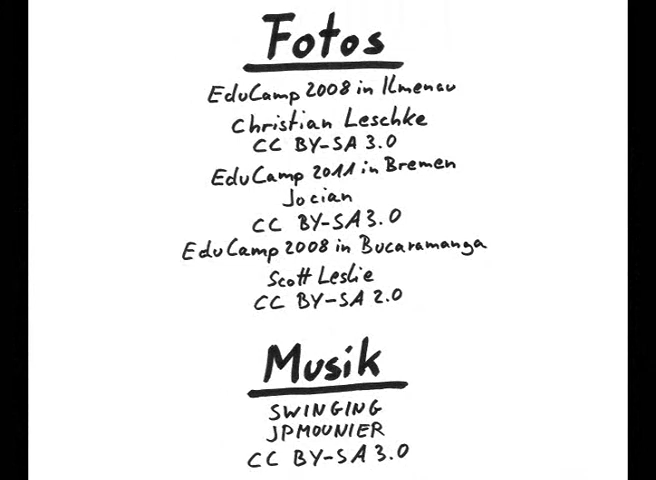 Fotos
EduCamp 2008 in Ilmenau
Christian Leschke
CC BY-SA 3.0
EduCamp 2011 in Bremen
Jocian
CC BY-SA 3.0
EduCamp 2008 in Bucaramanga
Scott Leslie
CC BY-SA 2.0
Musik
SWINGING
JPMOUNIER
CC BY-SA 3.0